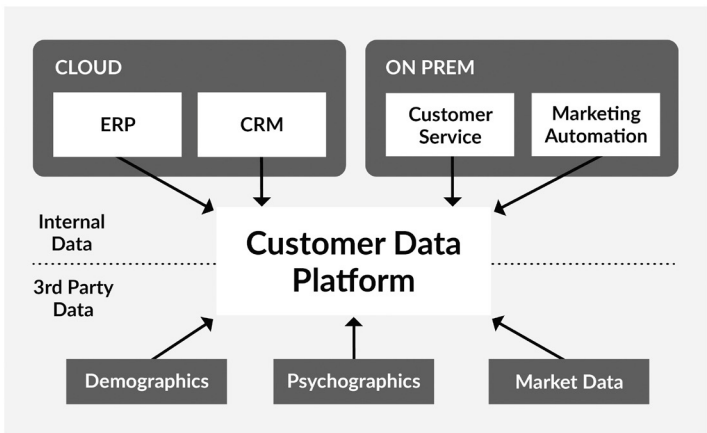 CLOUD
ERP
CRM
ON PREM
Customer
Service
Marketing
Automation
Internal
Data
Customer Data
Platform
3rd Party
Data
Demographics
Psychographics
Market Data